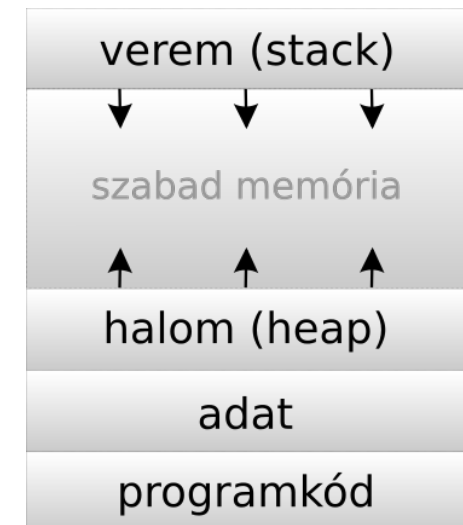 verem (stack)
szabad memória
halom (heap)
adat
programkód